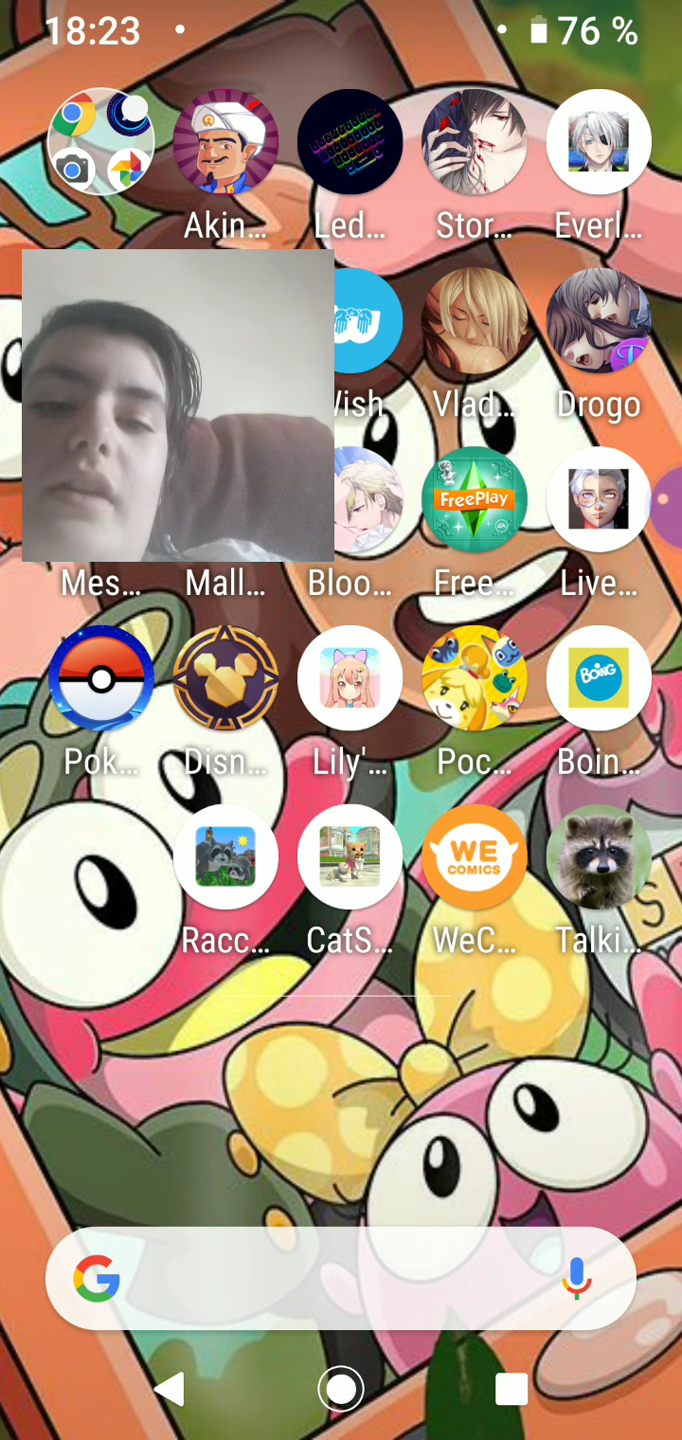 18:23
76 %
Akin... Led... Stor... Everl...
Wish Vlad... Drogo
FreePlay
Mes... Mall... Bloo... Free... Live...
BOING
Pok... Disn... Lily'... Poc... Boin...
WE
COMICS
S
Racc... CatS... WeC... Talki...
G